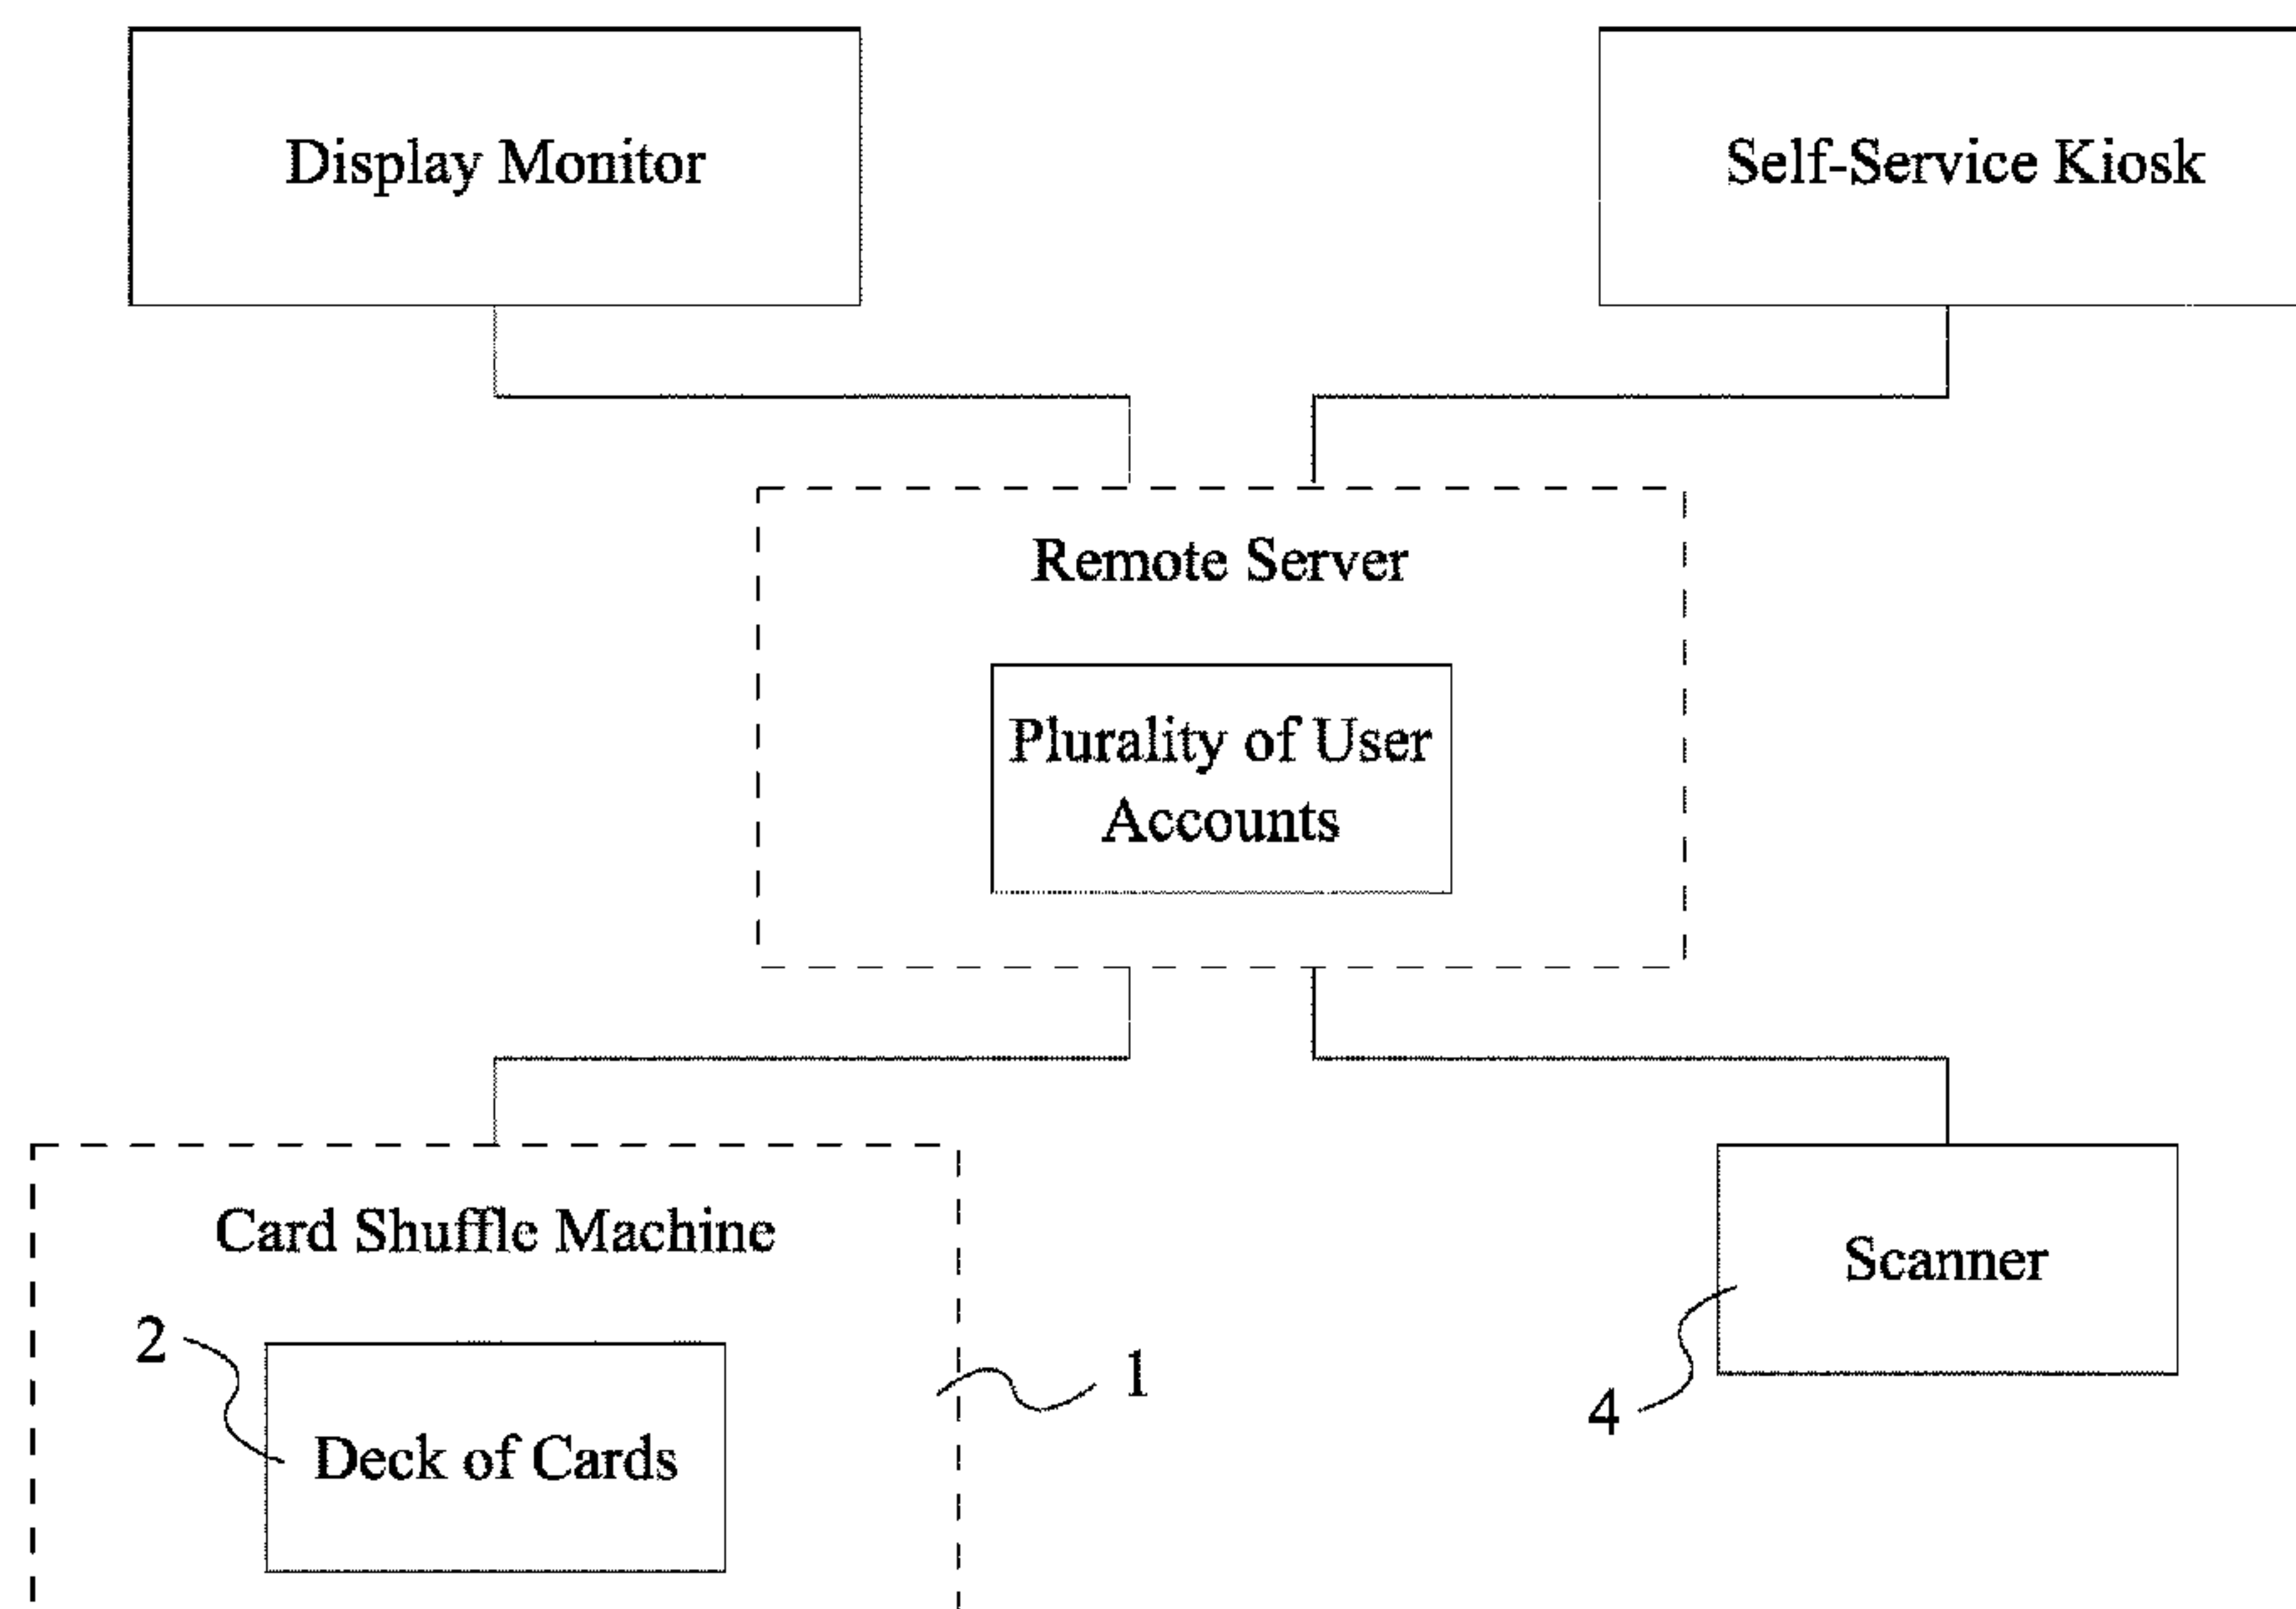 Display Monitor
Self-Service Kiosk
Remote Server
Plurality of User
Accounts
Card Shuffle Machine
Scanner
2
1
4
Deck of Cards